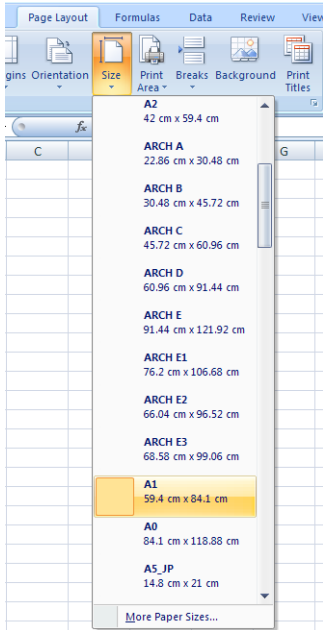 Page Layout Formulas Data Review View
gins Orientation Size Print Area Breaks Background Print Titles
fx
C G
A2
42 cm x 59.4 cm
ARCH A
22.86 cm x 30.48 cm
ARCH B
30.48 cm x 45.72 cm
ARCH C
45.72 cm x 60.96 cm
ARCH D
60.96 cm x 91.44 cm
ARCH E
91.44 cm x 121.92 cm
ARCH E1
76.2 cm x 106.68 cm
ARCH E2
66.04 cm x 96.52 cm
ARCH E3
68.58 cm x 99.06 cm
A1
59.4 cm x 84.1 cm
A0
84.1 cm x 118.88 cm
A5_JP
14.8 cm x 21 cm
More Paper Sizes...